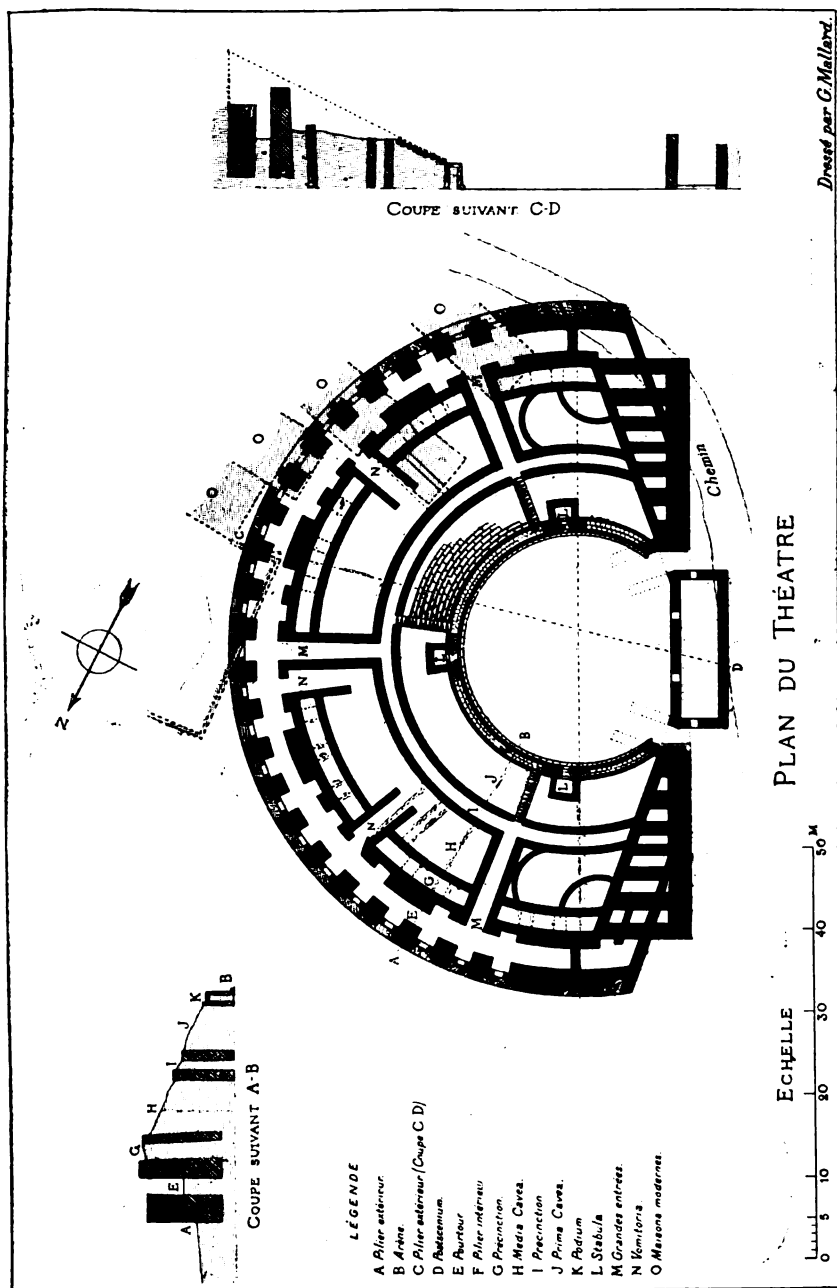 COUPE SUIVANT C-D
Dressé par G. Mallard.
N
O
O
O
O
C
M
N
M
N
N
M
L
L
L
B
J
I
H
G
E
A
D
Chemin
PLAN DU THÉATRE
G
H
I
J
K
B
E
A
COUPE SUIVANT A-B
LÉGENDE
A Pilier extérieur.
B Arène.
C Pilier extérieur (Coupe C D)
D Postscenium.
E Pourtour
F Pilier intérieur
G Précinction.
H Media Cavea.
I Precinction
J Prima Cavea.
K Podium
L Stabula
M Grandes entrées.
N Vomitoria.
O Maisons modernes.
ECHELLE
0 5 10 20 30 40 50 M